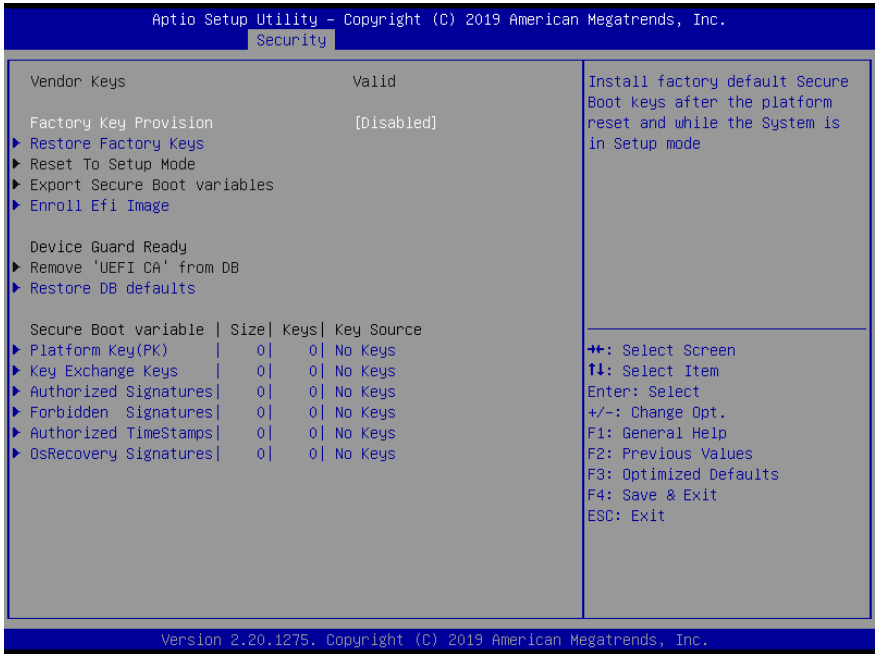 Aptio Setup Utility – Copyright (C) 2019 American Megatrends, Inc.
Security
Vendor Keys Valid
Factory Key Provision [Disabled]
Restore Factory Keys
Reset To Setup Mode
Export Secure Boot variables
Enroll Efi Image
Device Guard Ready
Remove 'UEFI CA' from DB
Restore DB defaults
Secure Boot variable | Size| Keys| Key Source
Platform Key(PK) | 0| 0| No Keys
Key Exchange Keys | 0| 0| No Keys
Authorized Signatures| 0| 0| No Keys
Forbidden Signatures| 0| 0| No Keys
Authorized TimeStamps| 0| 0| No Keys
OsRecovery Signatures| 0| 0| No Keys
Install factory default Secure
Boot keys after the platform
reset and while the System is
in Setup mode
→←: Select Screen
↑↓: Select Item
Enter: Select
+/-: Change Opt.
F1: General Help
F2: Previous Values
F3: Optimized Defaults
F4: Save & Exit
ESC: Exit
Version 2.20.1275. Copyright (C) 2019 American Megatrends, Inc.